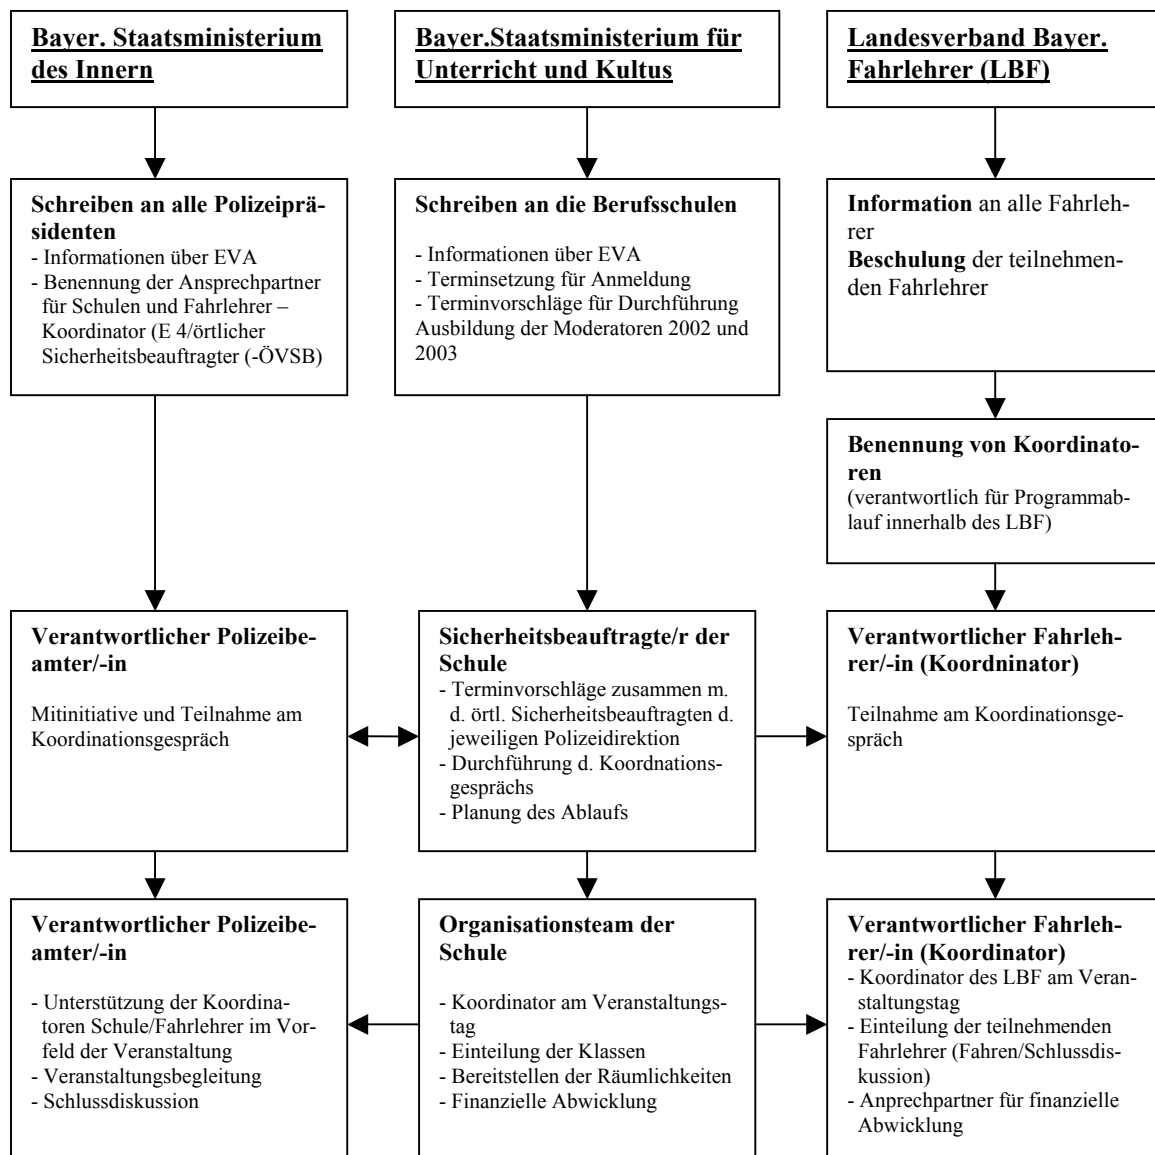 Bayer. Staatsministerium
des Innern
Bayer.Staatsministerium für
Unterricht und Kultus
Landesverband Bayer.
Fahrlehrer (LBF)
Schreiben an alle Polizeiprä-
sidenten
- Informationen über EVA
- Benennung der Ansprechpartner
für Schulen und Fahrlehrer –
Koordinator (E 4/örtlicher
Sicherheitsbeauftragter (-ÖVSB)
Schreiben an die Berufsschulen
- Informationen über EVA
- Terminsetzung für Anmeldung
- Terminvorschläge für Durchführung
Ausbildung der Moderatoren 2002 und
2003
Information an alle Fahrleh-
rer
Beschulung der teilnehmen-
den Fahrlehrer
Benennung von Koordinato-
ren
(verantwortlich für Programmab-
lauf innerhalb des LBF)
Verantwortlicher Polizeibe-
amter/-in
Mitinitiative und Teilnahme am
Koordinationsgespräch
Sicherheitsbeauftragte/r der
Schule
- Terminvorschläge zusammen m.
d. örtl. Sicherheitsbeauftragten d.
jeweiligen Polizeidirektion
- Durchführung d. Koordnations-
gesprächs
- Planung des Ablaufs
Verantwortlicher Fahrleh-
rer/-in (Koordninator)
Teilnahme am Koordinationsge-
spräch
Verantwortlicher Polizeibe-
amter/-in
- Unterstützung der Koordina-
toren Schule/Fahrlehrer im Vor-
feld der Veranstaltung
- Veranstaltungsbegleitung
- Schlussdiskussion
Organisationsteam der
Schule
- Koordinator am Veranstaltungs-
tag
- Einteilung der Klassen
- Bereitstellen der Räumlichkeiten
- Finanzielle Abwicklung
Verantwortlicher Fahrleh-
rer/-in (Koordinator)
- Koordinator des LBF am Veran-
staltungstag
- Einteilung der teilnehmenden
Fahrlehrer (Fahren/Schlussdis-
kussion)
- Anprechpartner für finanzielle
Abwicklung